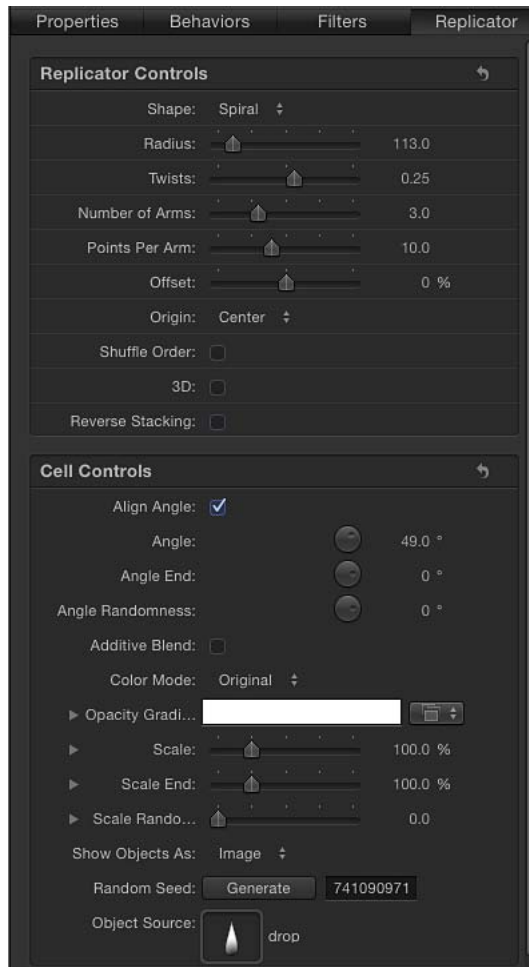 Properties Behaviors Filters Replicator
Replicator Controls
Shape: Spiral
Radius: 113.0
Twists: 0.25
Number of Arms: 3.0
Points Per Arm: 10.0
Offset: 0 %
Origin: Center
Shuffle Order:
3D:
Reverse Stacking:
Cell Controls
Align Angle:
Angle: 49.0 °
Angle End: 0 °
Angle Randomness: 0 °
Additive Blend:
Color Mode: Original
Opacity Gradi...
Scale: 100.0 %
Scale End: 100.0 %
Scale Rando... 0.0
Show Objects As: Image
Random Seed: Generate 741090971
Object Source: drop